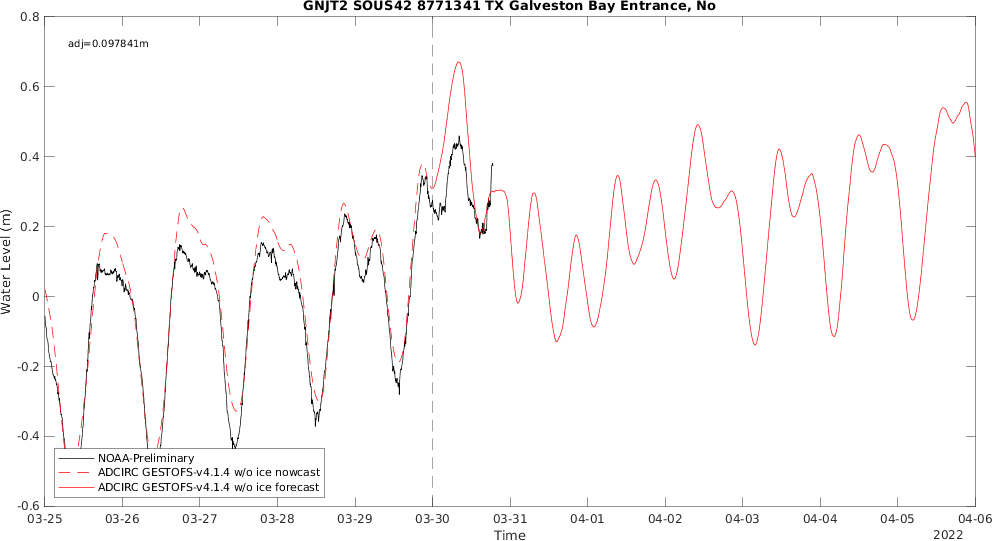 GNJT2 SOUS42 8771341 TX Galveston Bay Entrance, No
adj=0.097841m
Water Level (m)
0.8
0.6
0.4
0.2
0
-0.2
-0.4
-0.6
NOAA-Preliminary
ADCIRC GESTOFS-v4.1.4 w/o ice nowcast
ADCIRC GESTOFS-v4.1.4 w/o ice forecast
03-25 03-26 03-27 03-28 03-29 03-30 03-31 04-01 04-02 04-03 04-04 04-05 04-06
Time
2022